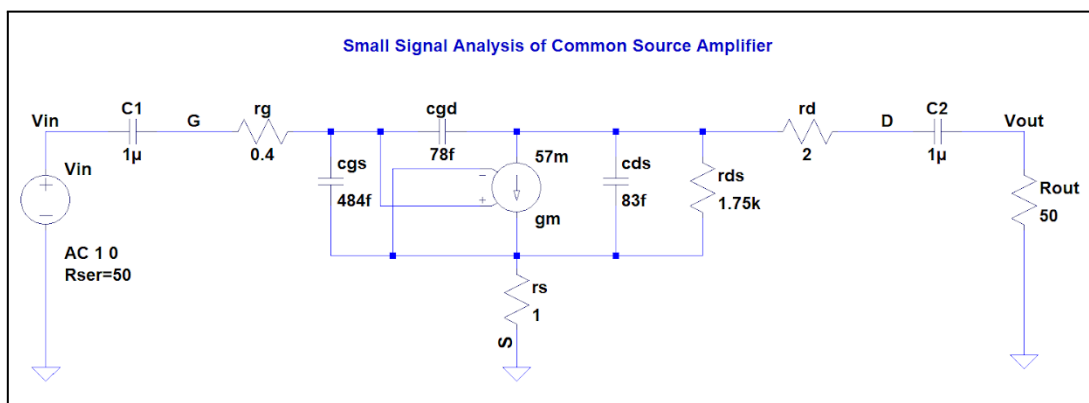 Small Signal Analysis of Common Source Amplifier
Vin
C1
1µ
G
rg
0.4
cgd
78f
cgs
484f
57m
gm
cds
83f
rds
1.75k
rd
2
D
C2
1µ
Vout
Vin
AC 1 0
Rser=50
Rout
50
rs
1
S